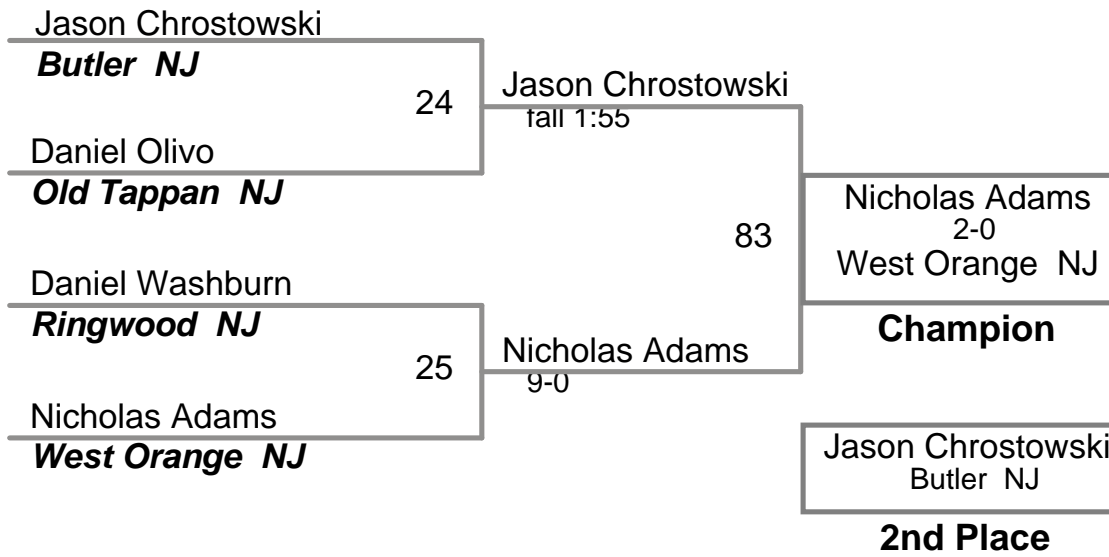 Jason Chrostowski
Butler NJ
24
Jason Chrostowski
fall 1:55
Daniel Olivo
Old Tappan NJ
83
Nicholas Adams
2-0
West Orange NJ
Champion
Daniel Washburn
Ringwood NJ
25
Nicholas Adams
9-0
Nicholas Adams
West Orange NJ
Jason Chrostowski
Butler NJ
2nd Place